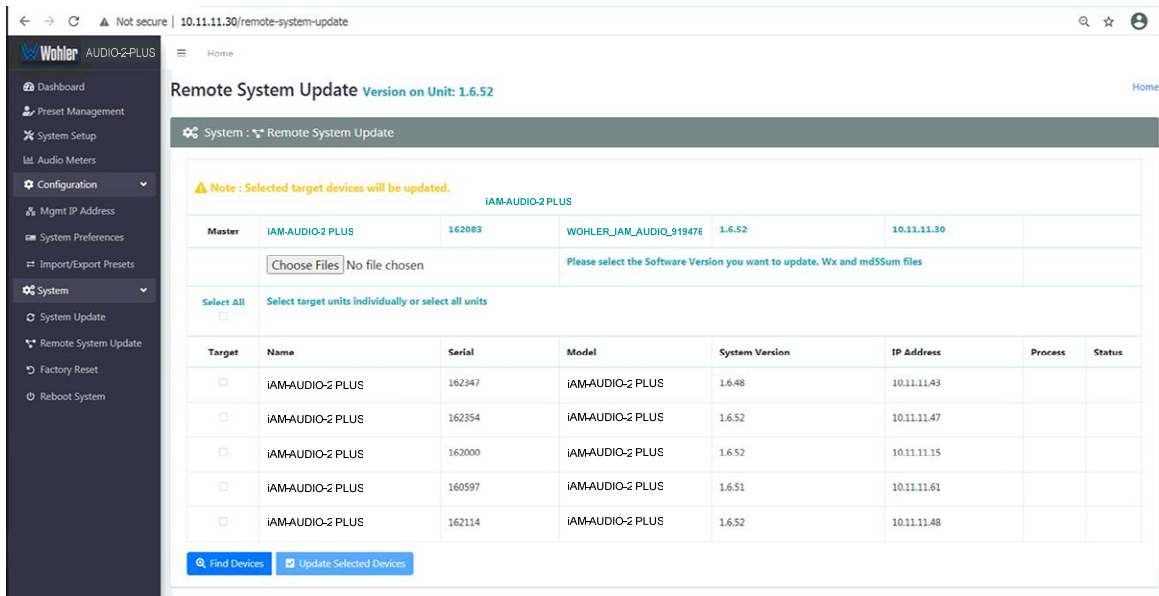 Not secure | 10.11.11.30/remote-system-update
Wohler AUDIO-2-PLUS
Home
Dashboard
Preset Management
System Setup
Audio Meters
Configuration
Mgmt IP Address
System Preferences
Import/Export Presets
System
System Update
Remote System Update
Factory Reset
Reboot System
Remote System Update Version on Unit: 1.6.52
Home
System : Remote System Update
Note : Selected target devices will be updated.
iAM-AUDIO-2 PLUS
Master iAM-AUDIO-2 PLUS 162083 WOHLER_IAM_AUDIO_919476 1.6.52 10.11.11.30
Choose Files No file chosen Please select the Software Version you want to update. Wx and md5Sum files
Select All Select target units individually or select all units
Target Name Serial Model System Version IP Address Process Status
iAM-AUDIO-2 PLUS 162347 iAM-AUDIO-2 PLUS 1.6.48 10.11.11.43
iAM-AUDIO-2 PLUS 162354 iAM-AUDIO-2 PLUS 1.6.52 10.11.11.47
iAM-AUDIO-2 PLUS 162000 iAM-AUDIO-2 PLUS 1.6.52 10.11.11.15
iAM-AUDIO-2 PLUS 160597 iAM-AUDIO-2 PLUS 1.6.51 10.11.11.61
iAM-AUDIO-2 PLUS 162114 iAM-AUDIO-2 PLUS 1.6.52 10.11.11.48
Find Devices Update Selected Devices